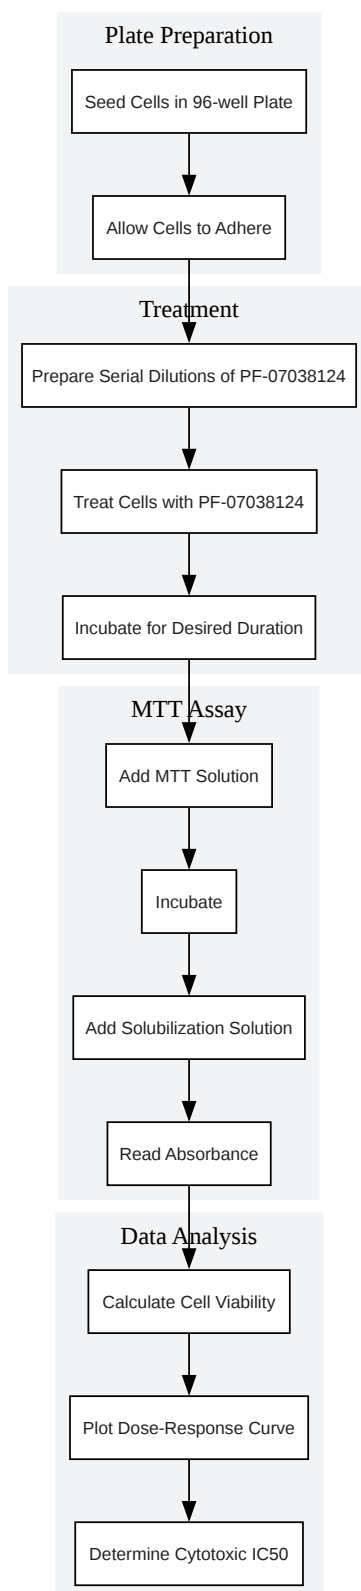 Plate Preparation
Seed Cells in 96-well Plate
Allow Cells to Adhere
Treatment
Prepare Serial Dilutions of PF-07038124
Treat Cells with PF-07038124
Incubate for Desired Duration
MTT Assay
Add MTT Solution
Incubate
Add Solubilization Solution
Read Absorbance
Data Analysis
Calculate Cell Viability
Plot Dose-Response Curve
Determine Cytotoxic IC50